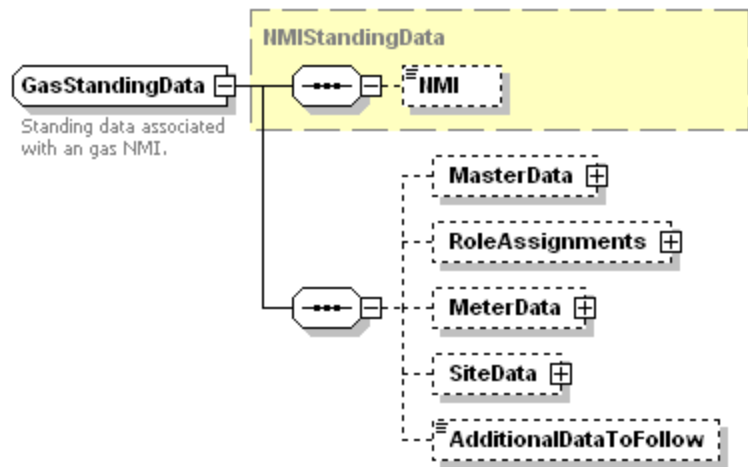 NMIStandingData
GasStandingData
NMI
Standing data associated
with an gas NMI.
MasterData
RoleAssignments
MeterData
SiteData
AdditionalDataToFollow